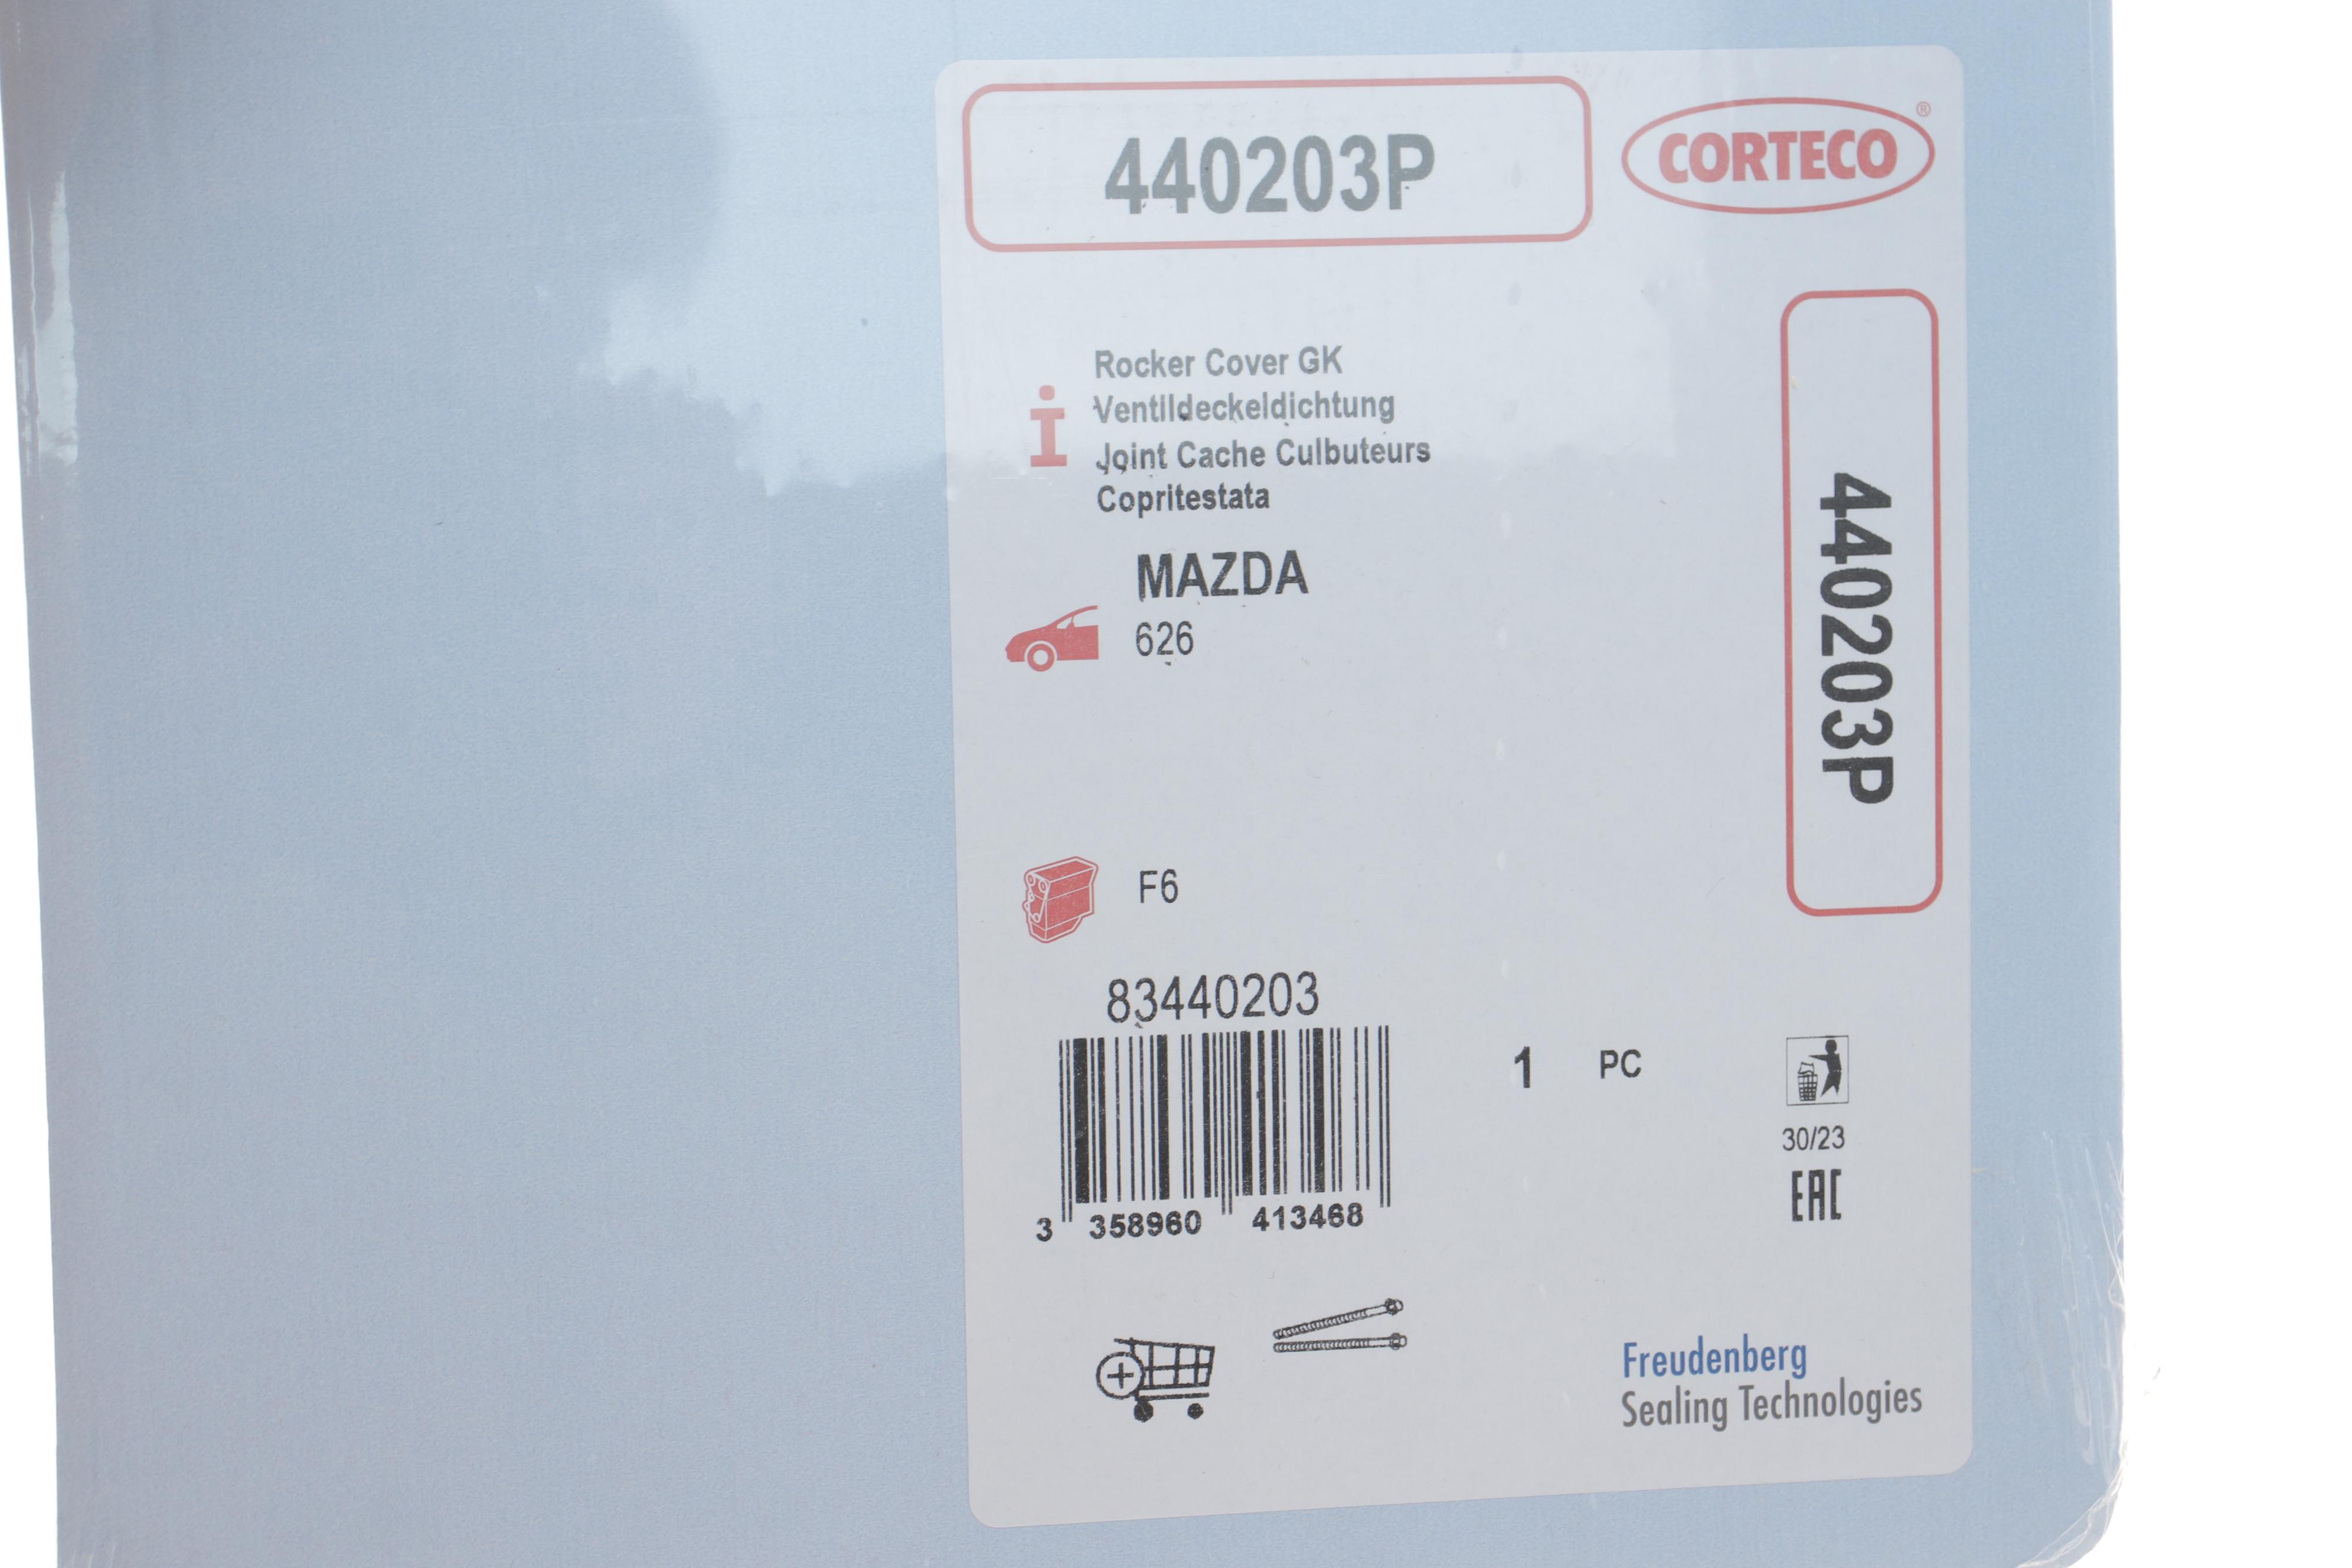 440203P
CORTECO®
Rocker Cover GK
Ventildeckeldichtung
Joint Cache Culbuteurs
Copritestata
MAZDA
626
440203P
F6
83440203
3 358960 413468
1 PC
30/23
EAC
Freudenberg
Sealing Technologies